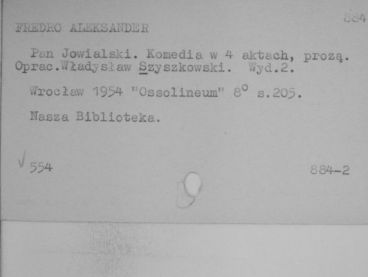 884
FREDRO ALEKSANDER
Pan Jowialski. Komedia w 4 aktach, prozą.
Oprac.Władysław Szyszkowski. Wyd.2.
Wrocław 1954 "Ossolineum" 8° s.205.
Nasza Biblioteka.
√ 554 884-2